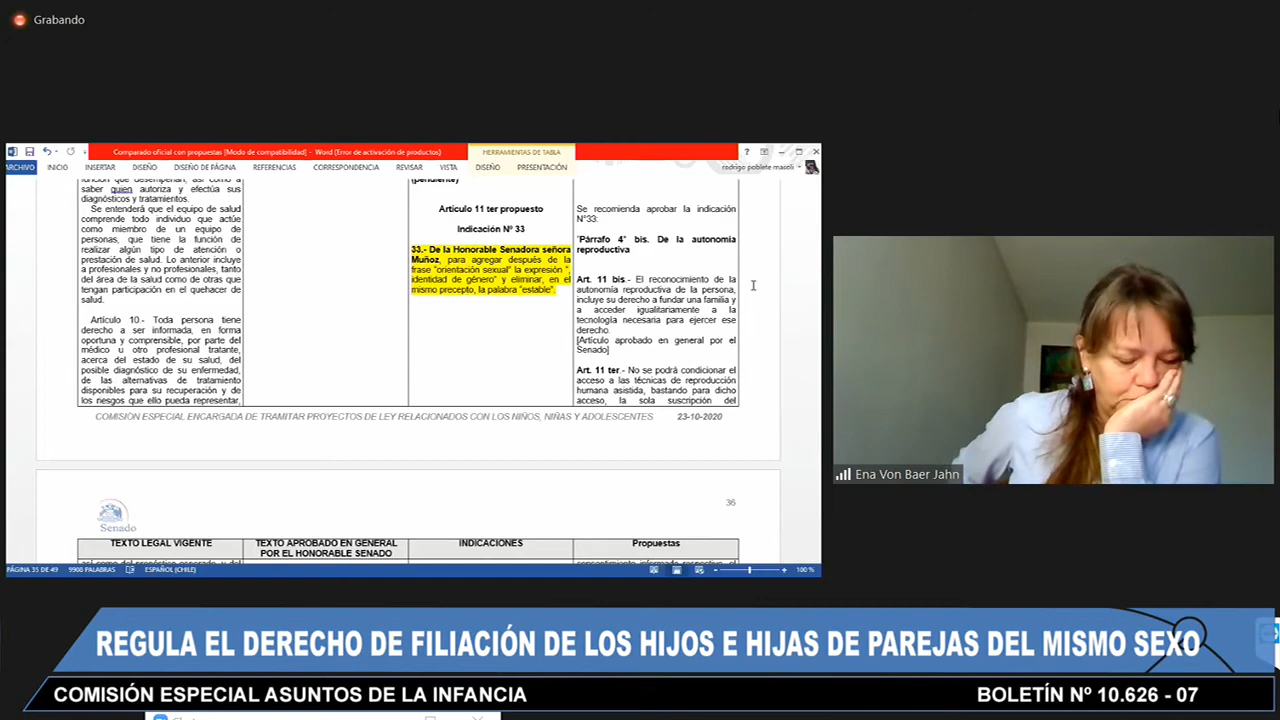 Grabando
Comparado oficial con propuestas [Modo de compatibilidad] - Word (Error de activación de productos)
HERRAMIENTAS DE TABLA
ARCHIVO INICIO INSERTAR DISEÑO DISEÑO DE PÁGINA REFERENCIAS CORRESPONDENCIA REVISAR VISTA DISEÑO PRESENTACIÓN
rodrigo poblete macoli
función que desempeñan, así como a
saber quien autoriza y efectúa sus
diagnósticos y tratamientos.
Se entenderá que el equipo de salud
comprende todo individuo que actúe
como miembro de un equipo de
personas, que tiene la función de
realizar algún tipo de atención o
prestación de salud. Lo anterior incluye
a profesionales y no profesionales, tanto
del área de la salud como de otras que
tengan participación en el quehacer de
salud.
Artículo 10.- Toda persona tiene
derecho a ser informada, en forma
oportuna y comprensible, por parte del
médico u otro profesional tratante,
acerca del estado de su salud, del
posible diagnóstico de su enfermedad,
de las alternativas de tratamiento
disponibles para su recuperación y de
los riesgos que ello pueda representar,
(pendiente)
Artículo 11 ter propuesto
Indicación Nº 33
33.- De la Honorable Senadora señora
Muñoz, para agregar después de la
frase "orientación sexual" la expresión ",
identidad de género" y eliminar, en el
mismo precepto, la palabra "estable".
Se recomienda aprobar la indicación
N°33:
"Párrafo 4° bis. De la autonomía
reproductiva
Art. 11 bis.- El reconocimiento de la
autonomía reproductiva de la persona,
incluye su derecho a fundar una familia y
a acceder igualitariamente a la
tecnología necesaria para ejercer ese
derecho.
[Artículo aprobado en general por el
Senado]
Art. 11 ter.- No se podrá condicionar el
acceso a las técnicas de reproducción
humana asistida, bastando para dicho
acceso, la sola suscripción del
COMISIÓN ESPECIAL ENCARGADA DE TRAMITAR PROYECTOS DE LEY RELACIONADOS CON LOS NIÑOS, NIÑAS Y ADOLESCENTES 23-10-2020
36
Senado
TEXTO LEGAL VIGENTE
TEXTO APROBADO EN GENERAL
POR EL HONORABLE SENADO
INDICACIONES
Propuestas
PÁGINA 35 DE 49 9908 PALABRAS ESPAÑOL (CHILE) 100 %
Ena Von Baer Jahn
REGULA EL DERECHO DE FILIACIÓN DE LOS HIJOS E HIJAS DE PAREJAS DEL MISMO SEXO
COMISIÓN ESPECIAL ASUNTOS DE LA INFANCIA
BOLETÍN Nº 10.626 - 07